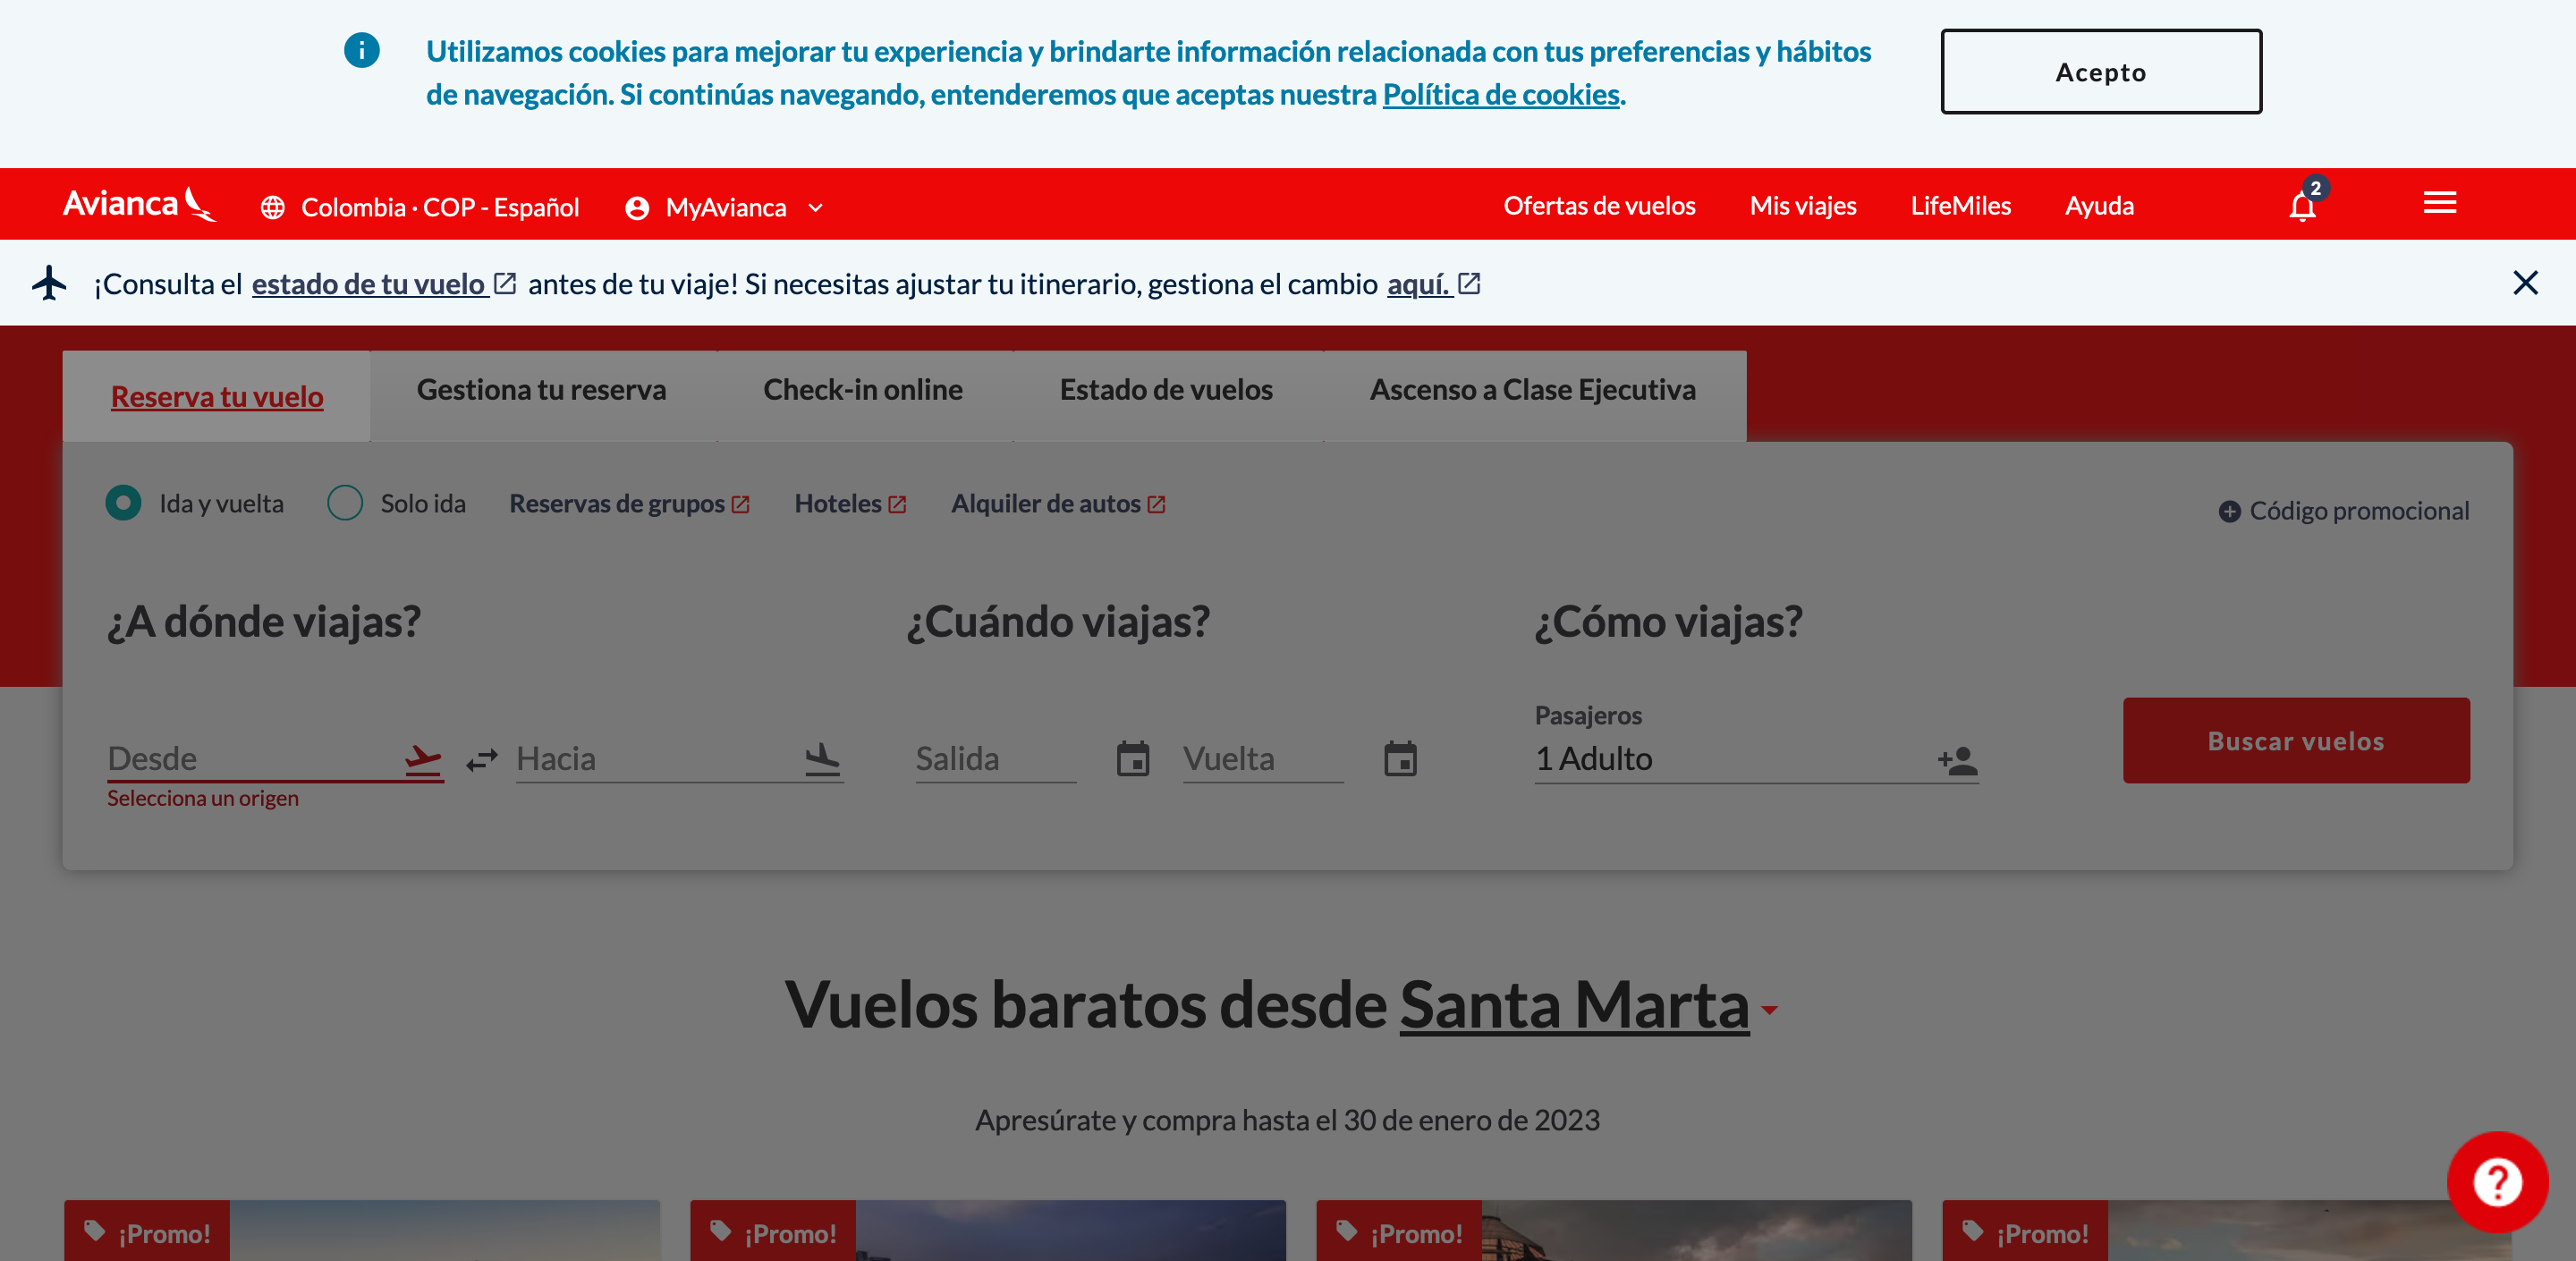 Utilizamos cookies para mejorar tu experiencia y brindarte información relacionada con tus preferencias y hábitos
de navegación. Si continúas navegando, entenderemos que aceptas nuestra Política de cookies.
Acepto
Avianca
Colombia · COP - Español
MyAvianca
Ofertas de vuelos
Mis viajes
LifeMiles
Ayuda
2
¡Consulta el estado de tu vuelo antes de tu viaje! Si necesitas ajustar tu itinerario, gestiona el cambio aquí.
Reserva tu vuelo
Gestiona tu reserva
Check-in online
Estado de vuelos
Ascenso a Clase Ejecutiva
Ida y vuelta
Solo ida
Reservas de grupos
Hoteles
Alquiler de autos
Código promocional
¿A dónde viajas?
¿Cuándo viajas?
¿Cómo viajas?
Pasajeros
Desde
Hacia
Salida
Vuelta
1 Adulto
Buscar vuelos
Selecciona un origen
Vuelos baratos desde Santa Marta
Apresúrate y compra hasta el 30 de enero de 2023
¡Promo!
¡Promo!
¡Promo!
¡Promo!